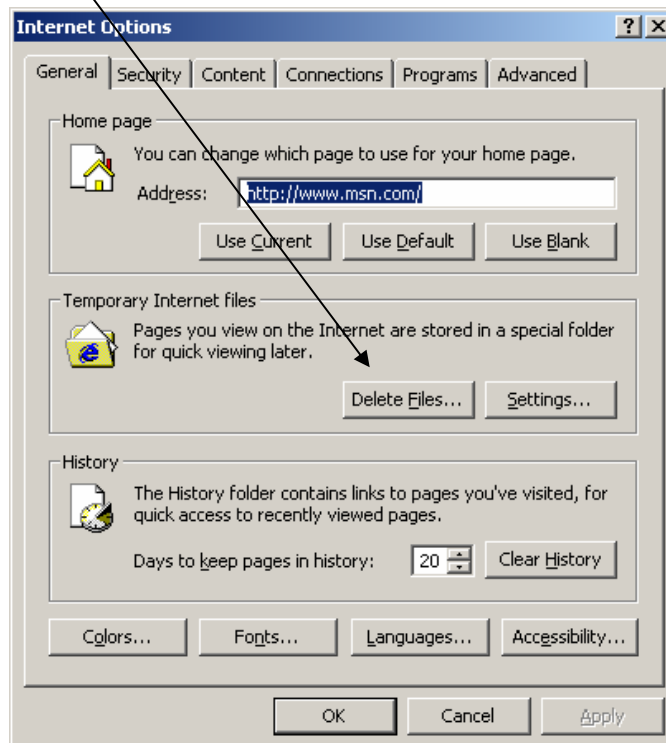 Internet Options
General Security Content Connections Programs Advanced
Home page
You can change which page to use for your home page.
Address: http://www.msn.com/
Use Current Use Default Use Blank
Temporary Internet files
Pages you view on the Internet are stored in a special folder
for quick viewing later.
Delete Files... Settings...
History
The History folder contains links to pages you've visited, for
quick access to recently viewed pages.
Days to keep pages in history: 20 Clear History
Colors... Fonts... Languages... Accessibility...
OK Cancel Apply